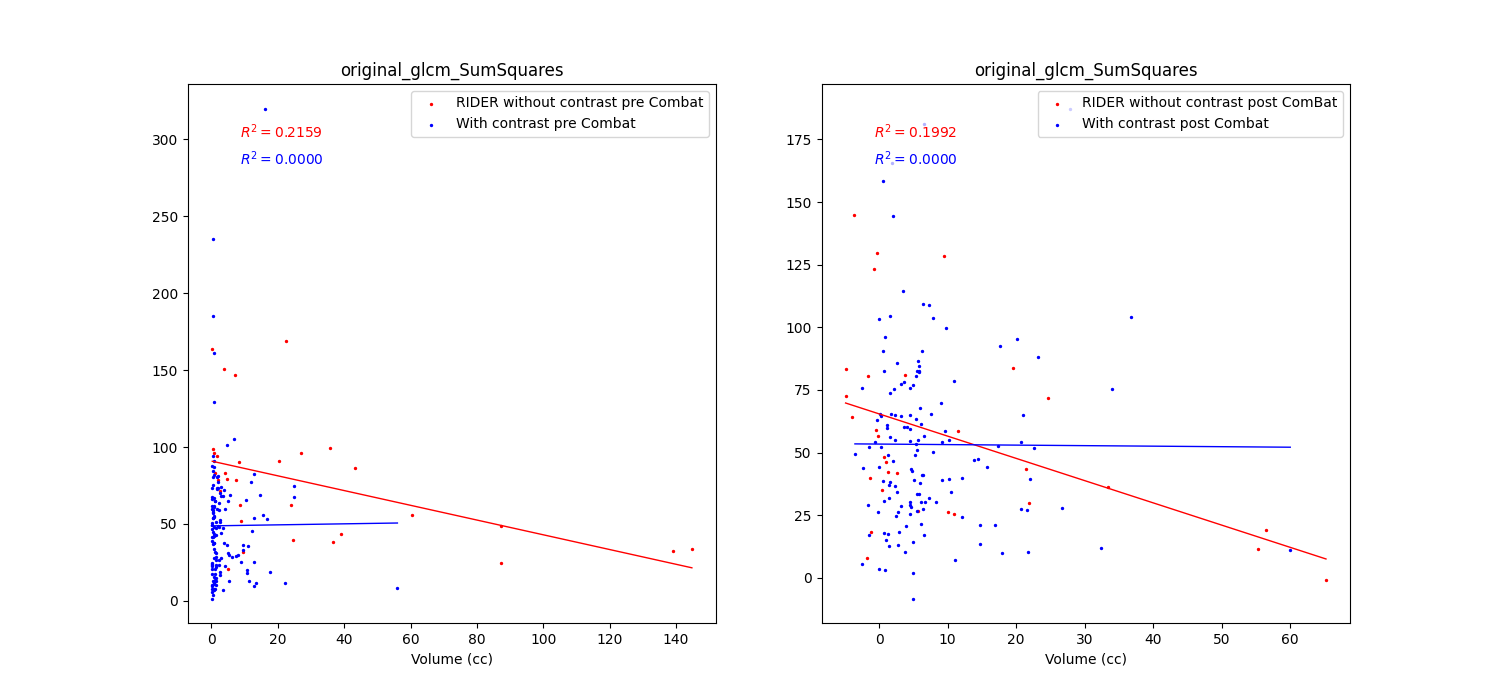 original_glcm_SumSquares
RIDER without contrast pre Combat
With contrast pre Combat
R² = 0.2159
R² = 0.0000
300
250
200
150
100
50
0
0 20 40 60 80 100 120 140
Volume (cc)
original_glcm_SumSquares
RIDER without contrast post ComBat
With contrast post Combat
R² = 0.1992
R² = 0.0000
175
150
125
100
75
50
25
0
0 10 20 30 40 50 60
Volume (cc)